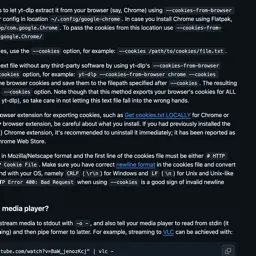 s to let yt-dlp extract it from your browser (say, Chrome) using --cookies-from-browser
r config in location ~/.config/google-chrome. In case you install Chrome using Flatpak,
pp/com.google.Chrome/. To pass the cookies from this location use --cookies-from-
google.Chrome/
es, use the --cookies option, for example: --cookies /path/to/cookies/file.txt.
text file without any third-party software by using yt-dlp's --cookies-from-browser
cookies option, for example: yt-dlp --cookies-from-browser chrome --cookies
he browser cookies and save them to the filepath specified after --cookies. The resulting
--cookies option. Note though that this method exports your browser's cookies for ALL
yt-dlp), so take care in not letting this text file fall into the wrong hands.
owser extension for exporting cookies, such as Get cookies.txt LOCALLY for Chrome or
y browser extension, be careful about what you install. If you had previously installed the
) Chrome extension, it's recommended to uninstall it immediately; it has been reported as
hrome Web Store.
in Mozilla/Netscape format and the first line of the cookies file must be either # HTTP
P Cookie File. Make sure you have correct newline format in the cookies file and convert
nd with your OS, namely CRLF (\r\n) for Windows and LF (\n) for Unix and Unix-like
TP Error 400: Bad Request when using --cookies is a good sign of invalid newline
media player?
stream media to stdout with -o -, and also tell your media player to read from stdin (it
ing) and then pipe former to latter. For example, streaming to VLC can be achieved with:
tube.com/watch?v=BaW_jenozKcj" | vlc -